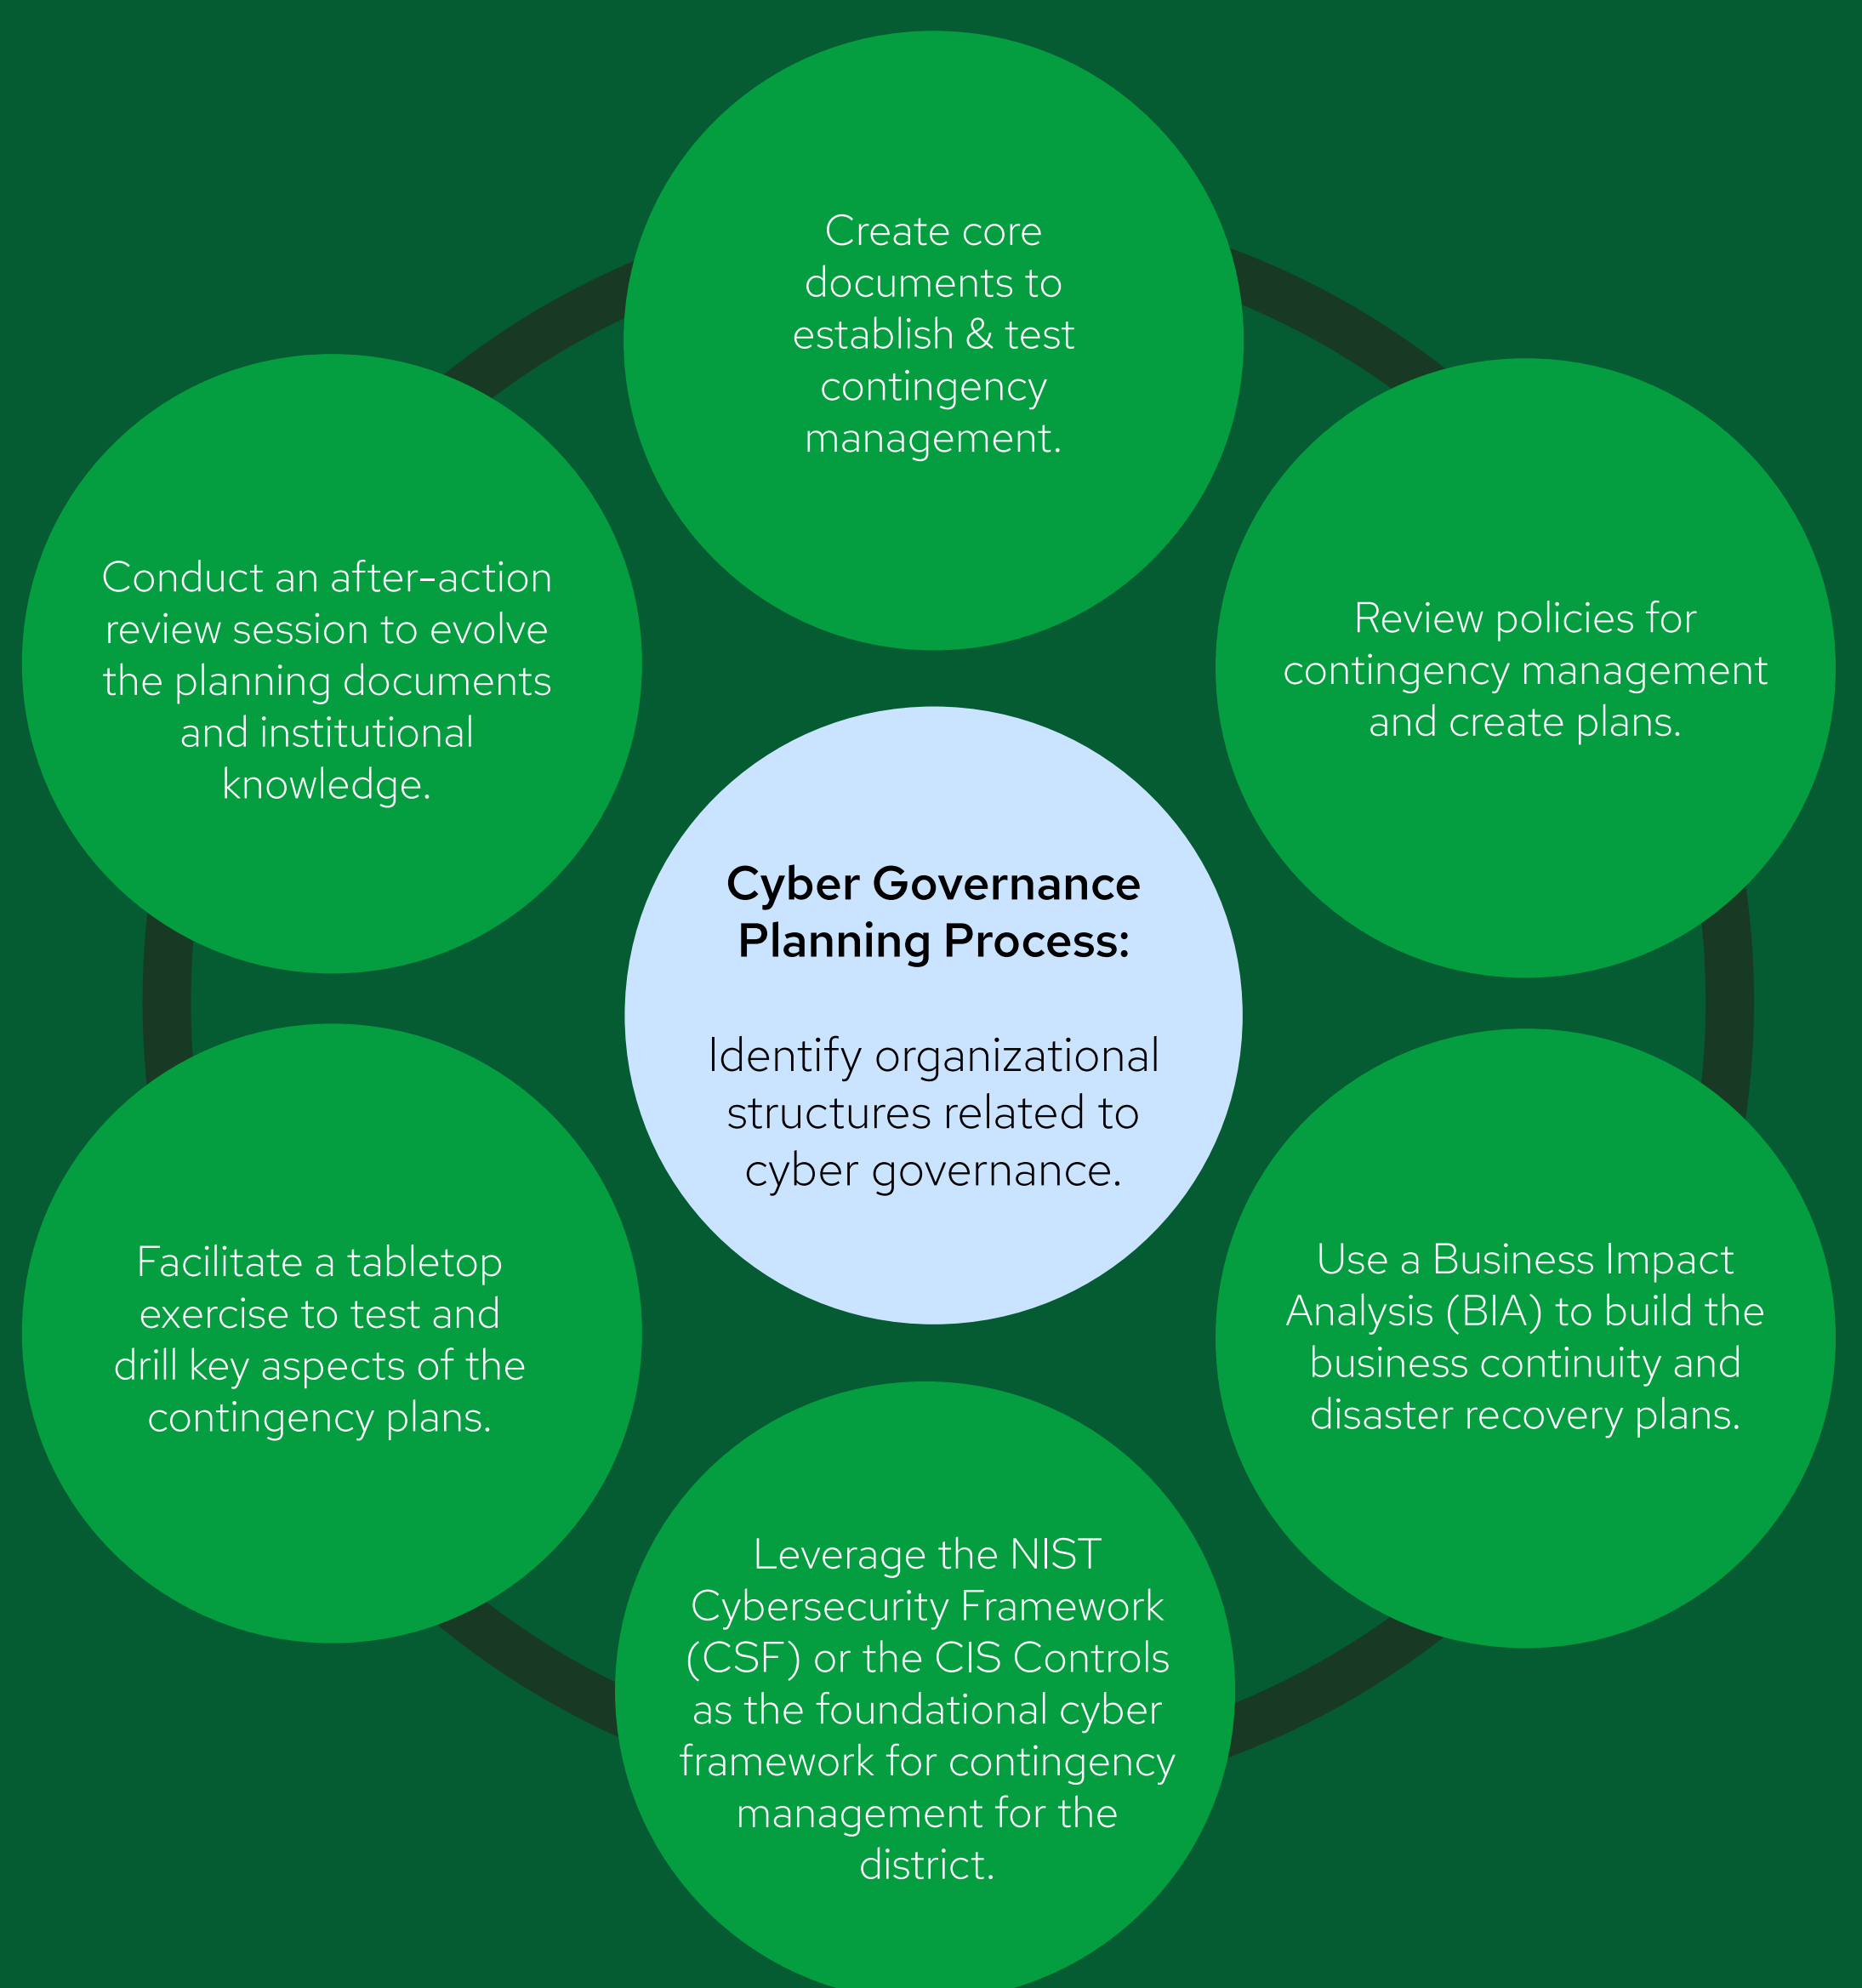 Create core
documents to
establish & test
contingency
management.
Review policies for
contingency management
and create plans.
Use a Business Impact
Analysis (BIA) to build the
business continuity and
disaster recovery plans.
Leverage the NIST
Cybersecurity Framework
(CSF) or the CIS Controls
as the foundational cyber
framework for contingency
management for the
district.
Facilitate a tabletop
exercise to test and
drill key aspects of the
contingency plans.
Conduct an after-action
review session to evolve
the planning documents
and institutional
knowledge.
Cyber Governance
Planning Process:
Identify organizational
structures related to
cyber governance.